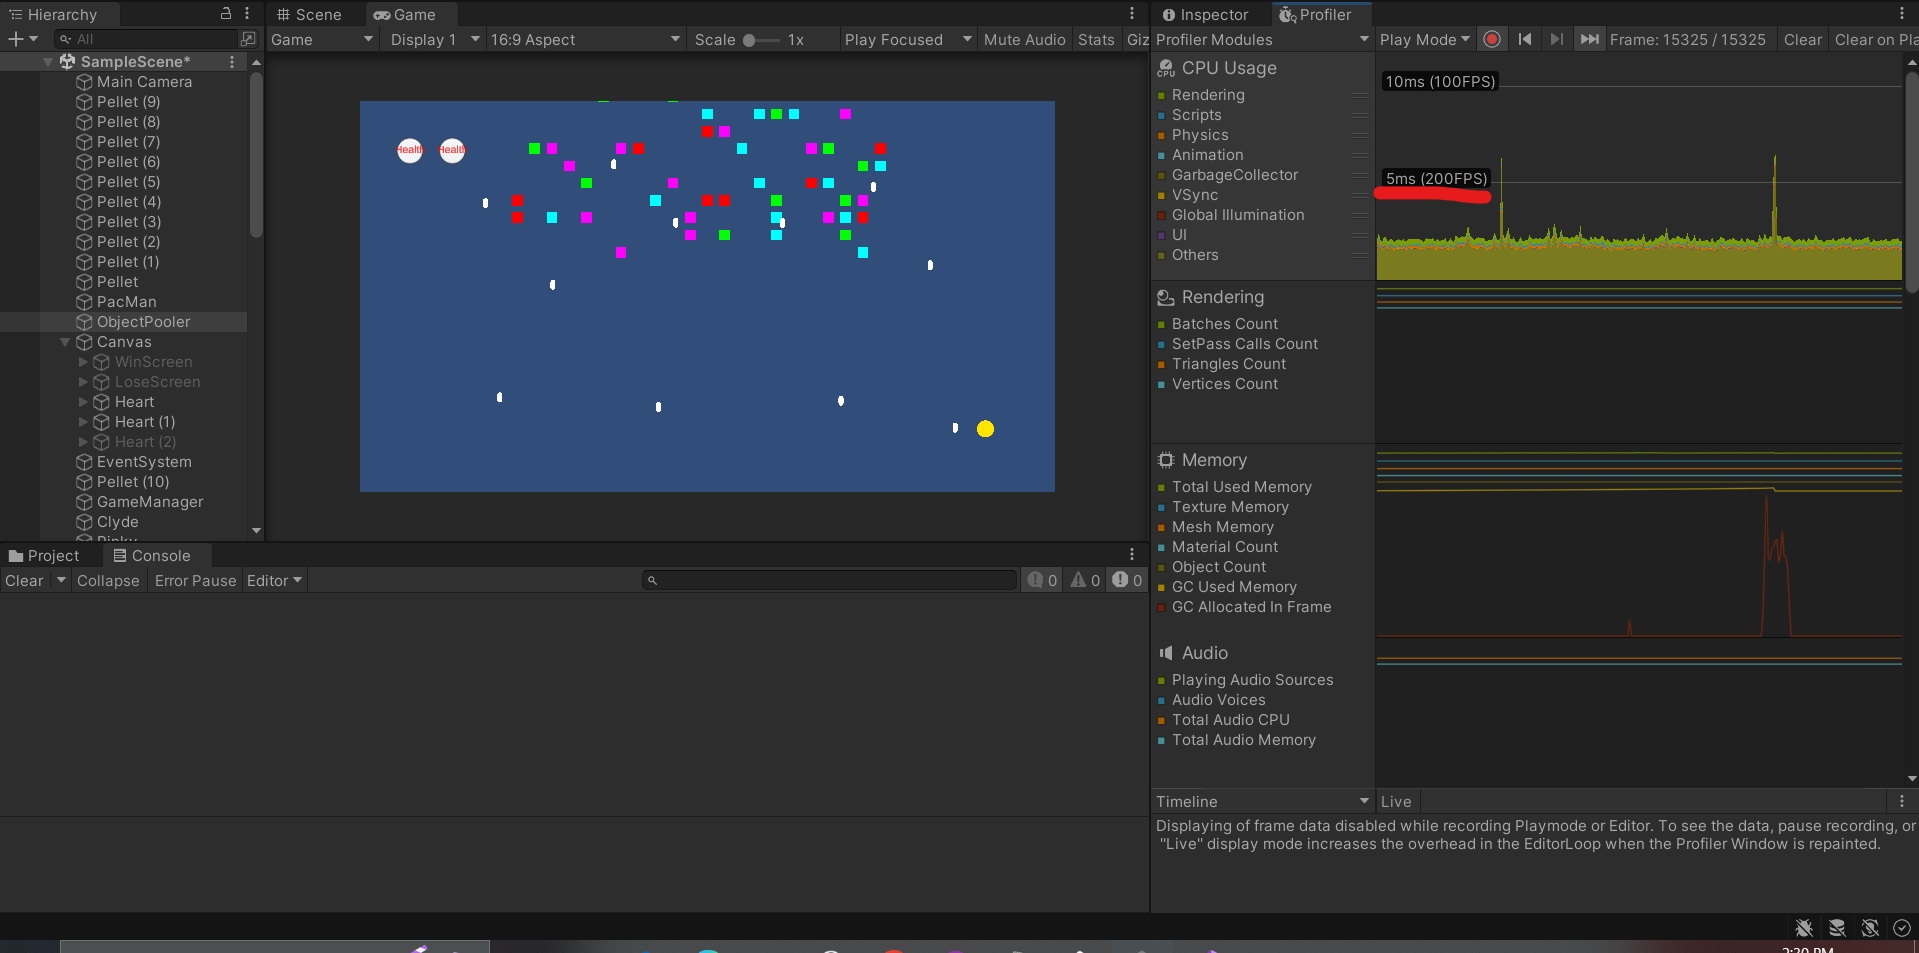 Hierarchy
All
SampleScene*
Main Camera
Pellet (9)
Pellet (8)
Pellet (7)
Pellet (6)
Pellet (5)
Pellet (4)
Pellet (3)
Pellet (2)
Pellet (1)
Pellet
PacMan
ObjectPooler
Canvas
WinScreen
LoseScreen
Heart
Heart (1)
Heart (2)
EventSystem
Pellet (10)
GameManager
Clyde
Scene Game
Game Display 1 16:9 Aspect Scale 1x Play Focused Mute Audio Stats Giz
Health Health
Project Console
Clear Collapse Error Pause Editor 0 0 0
Inspector Profiler
Profiler Modules Play Mode Frame: 15325 / 15325 Clear Clear on Pla
CPU Usage
CPU
Rendering
Scripts
Physics
Animation
GarbageCollector
VSync
Global Illumination
UI
Others
10ms (100FPS)
5ms (200FPS)
Rendering
Batches Count
SetPass Calls Count
Triangles Count
Vertices Count
Memory
Total Used Memory
Texture Memory
Mesh Memory
Material Count
Object Count
GC Used Memory
GC Allocated In Frame
Audio
Playing Audio Sources
Audio Voices
Total Audio CPU
Total Audio Memory
Timeline Live
Displaying of frame data disabled while recording Playmode or Editor. To see the data, pause recording, or
"Live" display mode increases the overhead in the EditorLoop when the Profiler Window is repainted.